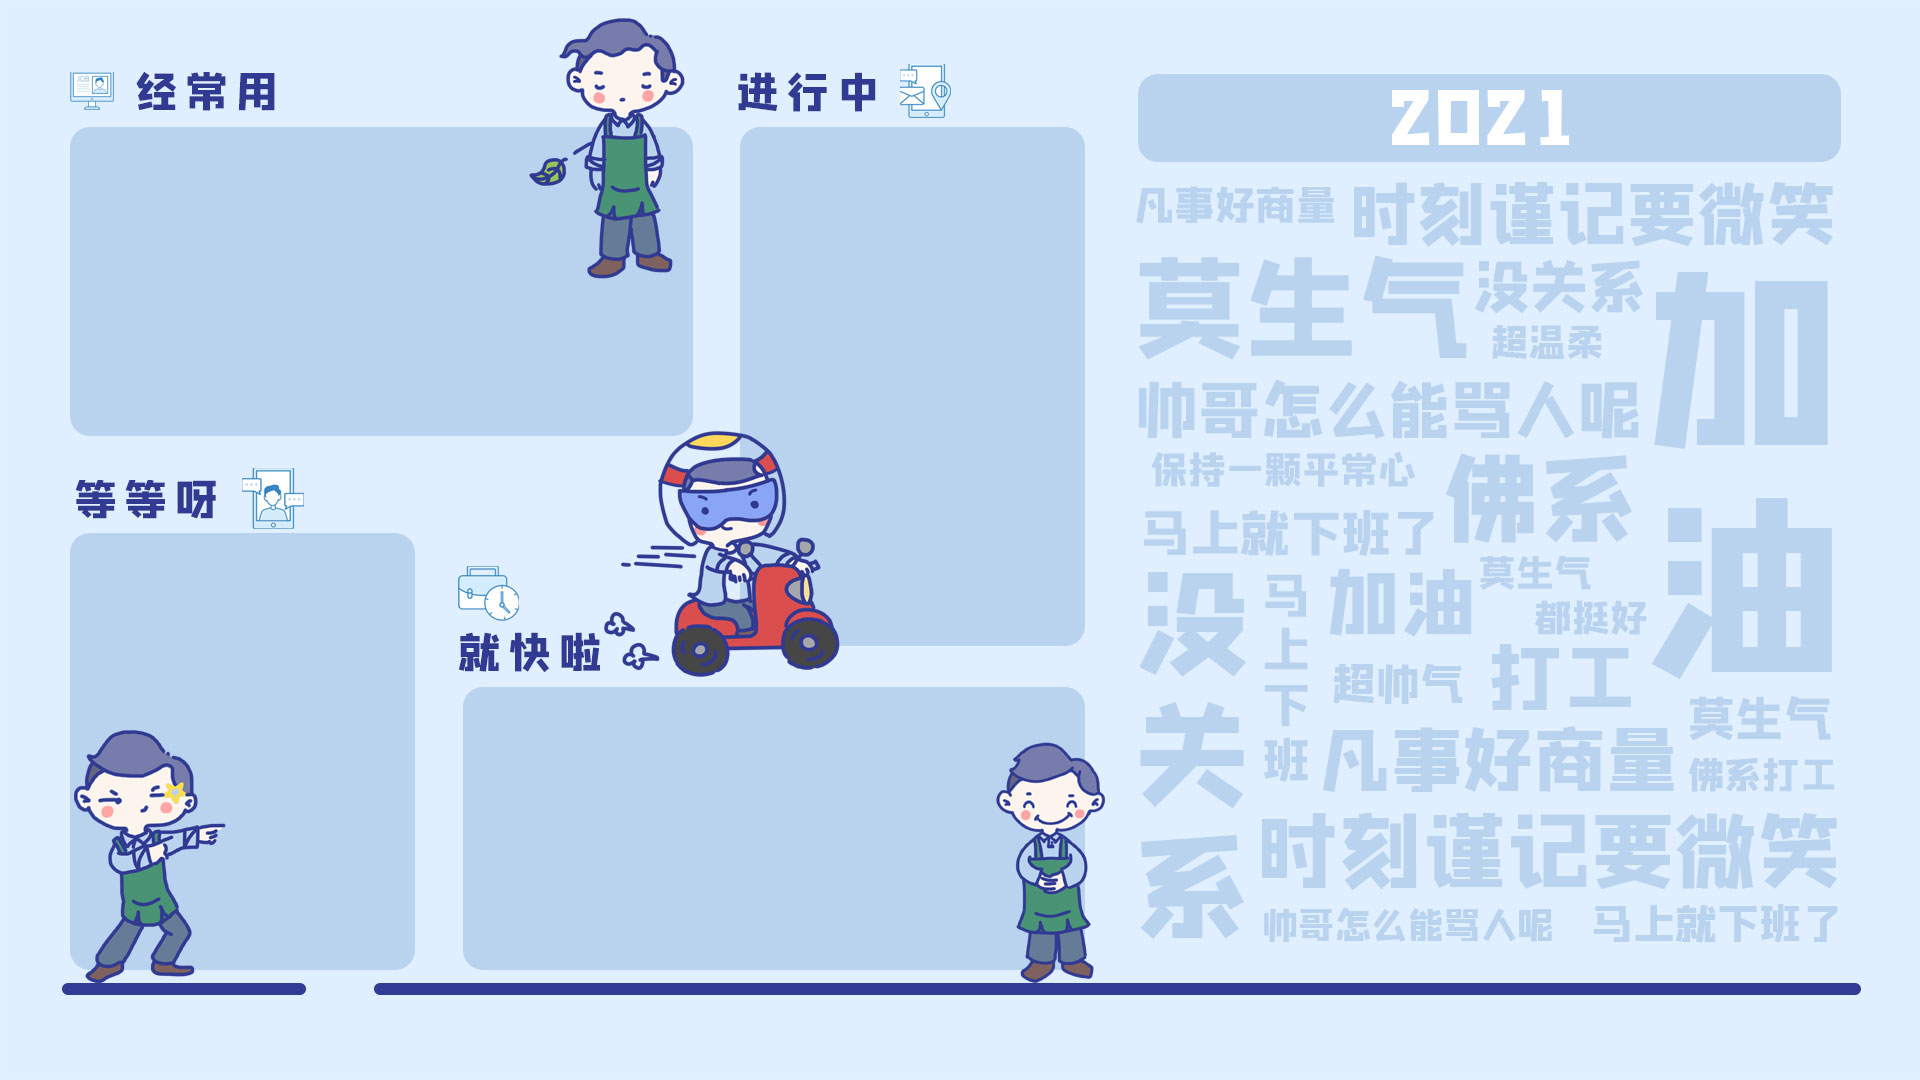 JOB
经常用
进行中
等等呀
就快啦
2021
凡事好商量
时刻谨记要微笑
莫生气
没关系
超温柔
加油
帅哥怎么能骂人呢
保持一颗平常心
佛系
马上就下班了
没关系
马上下班
加油
莫生气
都挺好
超帅气
打工
莫生气
凡事好商量
佛系打工
时刻谨记要微笑
帅哥怎么能骂人呢
马上就下班了